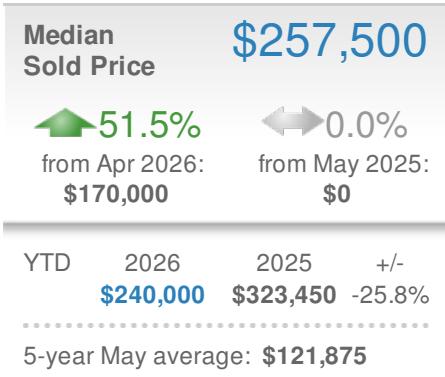 Median $257,500
Sold Price
51.5% 0.0%
from Apr 2026: from May 2025:
$170,000 $0
YTD 2026 2025 +/-
$240,000 $323,450 -25.8%
5-year May average: $121,875